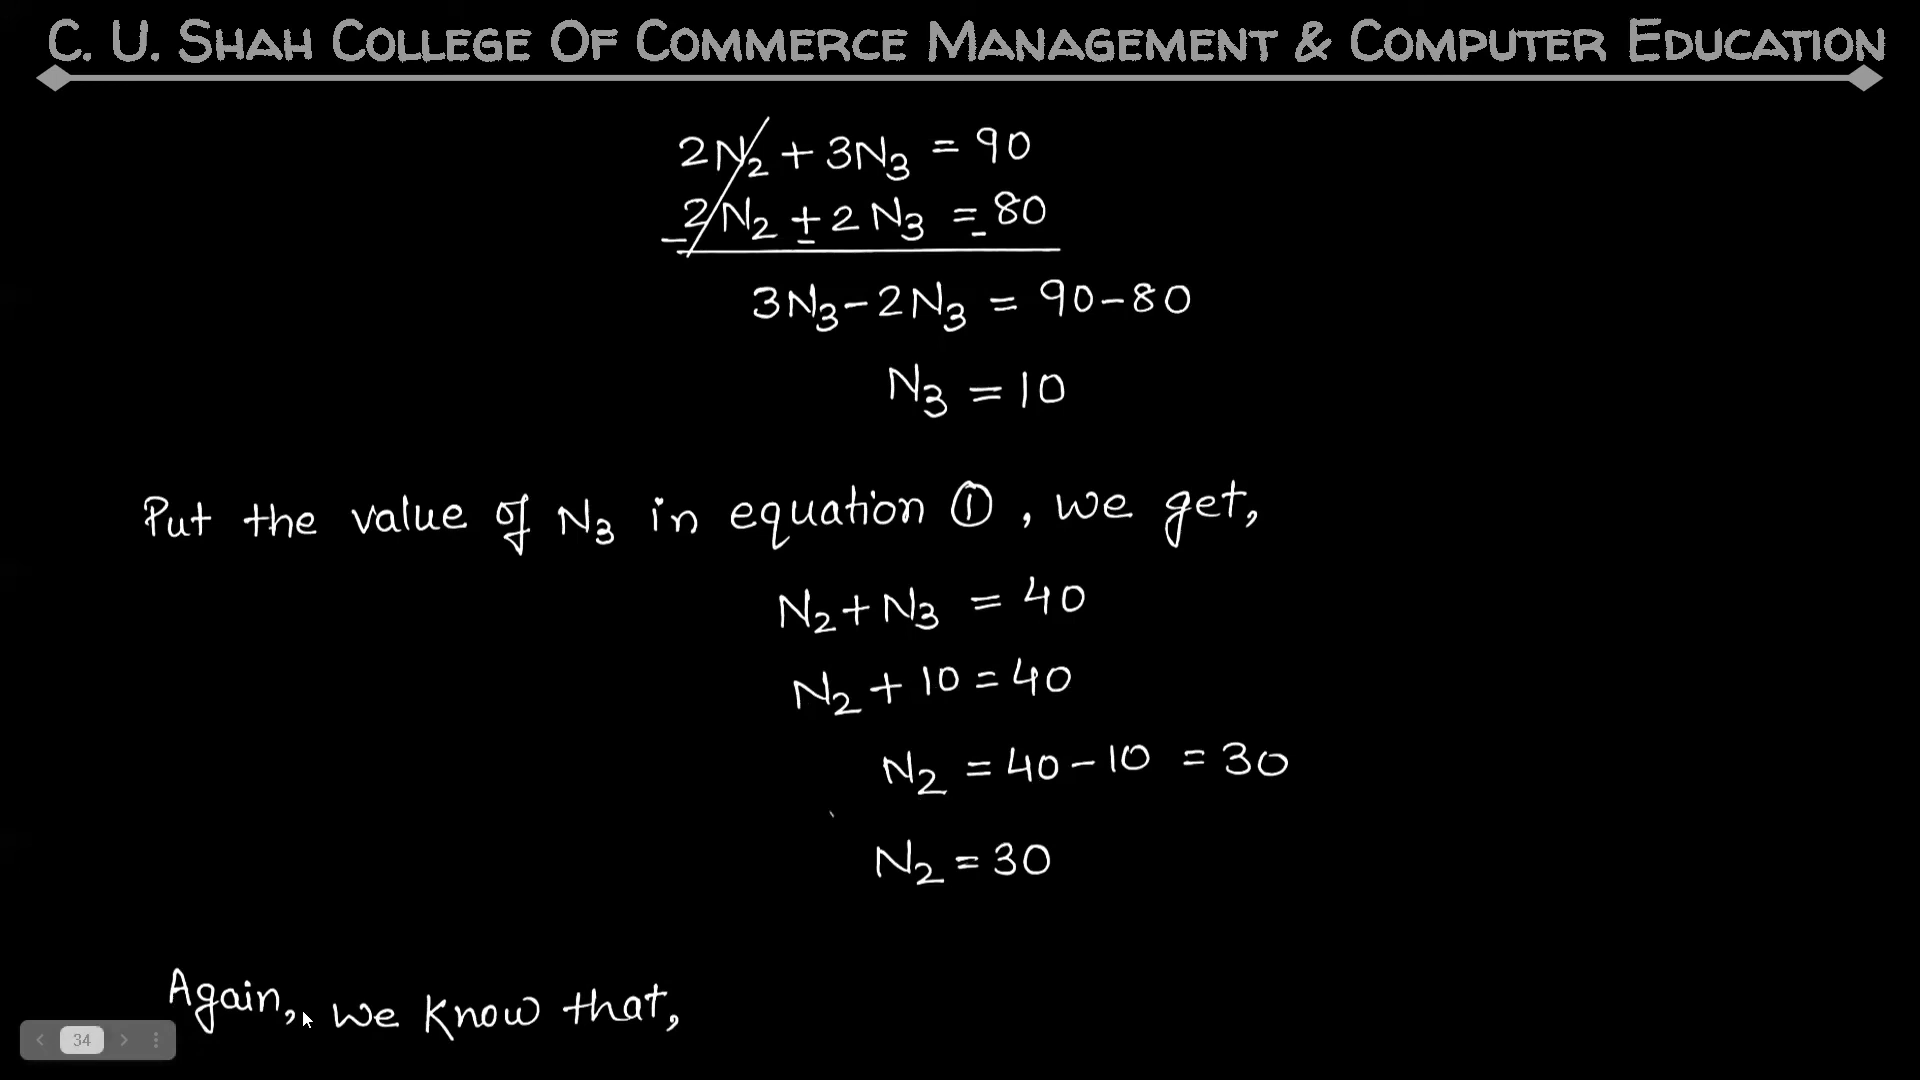 C. U. SHAH COLLEGE OF COMMERCE MANAGEMENT & COMPUTER EDUCATION
2N₂ + 3N₃ = 90
2N₂ ± 2N₃ = 80
− − −
3N₃ − 2N₃ = 90 − 80
N₃ = 10
Put the value of N₃ in equation ①, we get,
N₂ + N₃ = 40
N₂ + 10 = 40
N₂ = 40 − 10 = 30
N₂ = 30
Again, we know that,
34